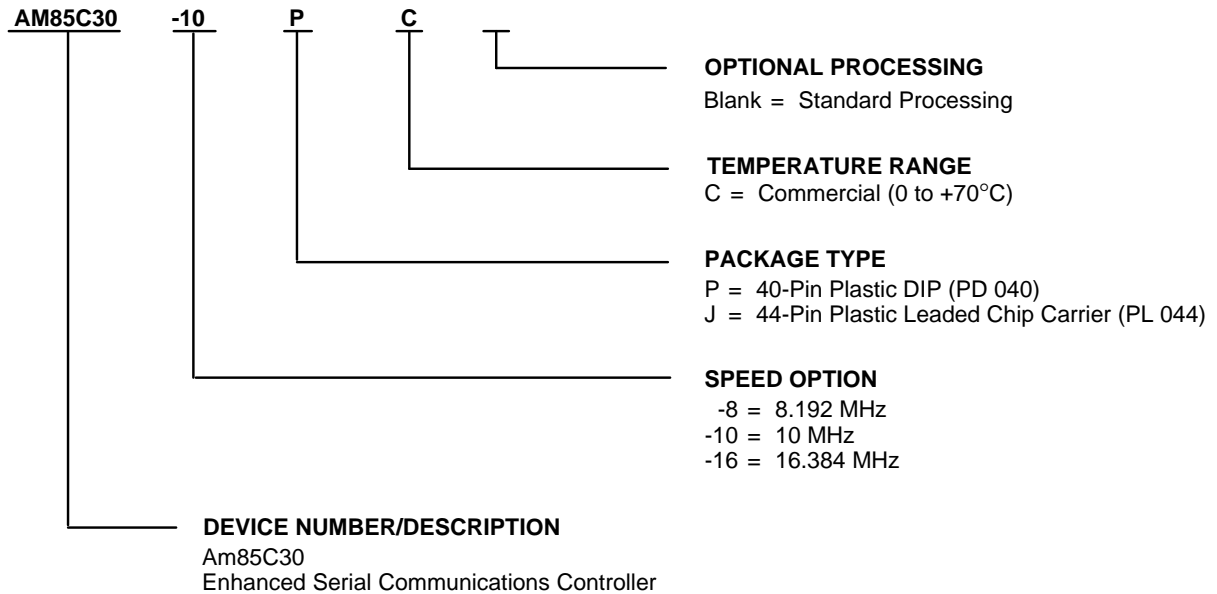 AM85C30 -10 P C
OPTIONAL PROCESSING
Blank = Standard Processing
TEMPERATURE RANGE
C = Commercial (0 to +70°C)
PACKAGE TYPE
P = 40-Pin Plastic DIP (PD 040)
J = 44-Pin Plastic Leaded Chip Carrier (PL 044)
SPEED OPTION
-8 = 8.192 MHz
-10 = 10 MHz
-16 = 16.384 MHz
DEVICE NUMBER/DESCRIPTION
Am85C30
Enhanced Serial Communications Controller